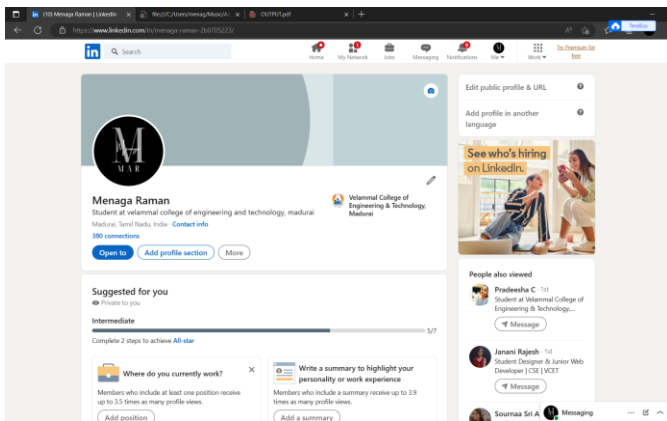 (10) Menaga Raman | LinkedIn
file:///C:/Users/menag/Music/A
OUTPUT.pdf
https://www.linkedin.com/in/menaga-raman-2b0705223/
in
Search
Home
My Network
Jobs
Messaging
Notifications
Me
Work
Try Premium for
free
Edit public profile & URL
Add profile in another
language
See who's hiring
on LinkedIn.
M
MAR
Menaga Raman
Student at velammal college of engineering and technology, madurai
Madurai, Tamil Nadu, India · Contact info
380 connections
Velammal College of
Engineering & Technology,
Madurai
Open to
Add profile section
More
Suggested for you
Private to you
Intermediate
5/7
Complete 2 steps to achieve All-star
Where do you currently work?
Members who include at least one position receive
up to 3.5 times as many profile views.
Add position
Write a summary to highlight your
personality or work experience
Members who include a summary receive up to 3.9
times as many profile views.
Add a summary
People also viewed
Pradeesha C · 1st
Student at Velammal College of
Engineering & Technology,...
Message
Janani Rajesh · 1st
Student Designer & Junior Web
Developer | CSE | VCET
Message
Sournaa Sri A
Messaging